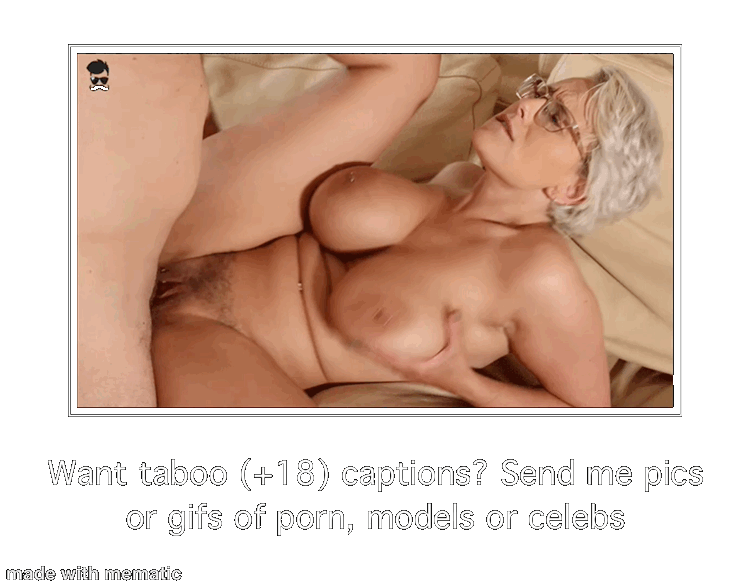 Want taboo (+18) captions? Send me pics
or gifs of porn, models or celebs
made with mematic